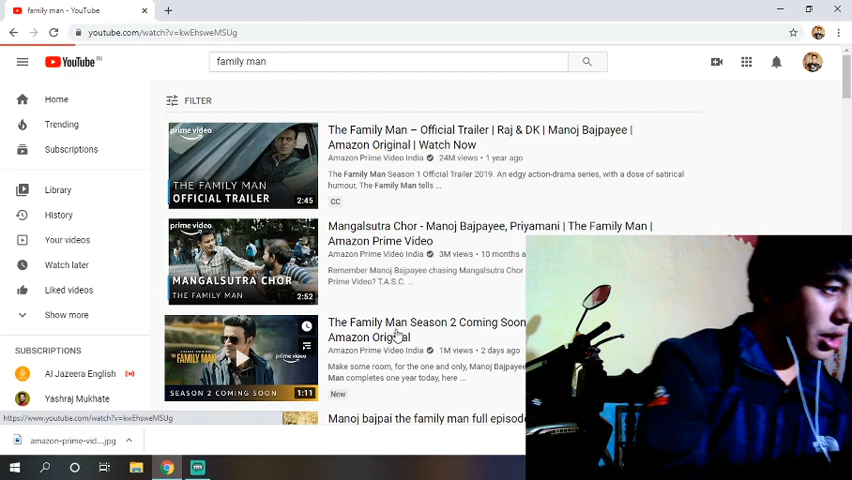 family man - YouTube
youtube.com/watch?v=kwEhsweMSUg
YouTube IN
family man
Home
Trending
Subscriptions
Library
History
Your videos
Watch later
Liked videos
Show more
SUBSCRIPTIONS
Al Jazeera English
Yashraj Mukhate
FILTER
prime video
THE FAMILY MAN
OFFICIAL TRAILER
2:45
The Family Man – Official Trailer | Raj & DK | Manoj Bajpayee |
Amazon Original | Watch Now
Amazon Prime Video India 24M views • 1 year ago
The Family Man Season 1 Official Trailer 2019. An edgy action-drama series, with a dose of satirical
humour, The Family Man tells ...
CC
prime video
MANGALSUTRA CHOR
THE FAMILY MAN
2:52
Mangalsutra Chor - Manoj Bajpayee, Priyamani | The Family Man |
Amazon Prime Video
Amazon Prime Video India 3M views • 10 months a
Remember Manoj Bajpayee chasing Mangalsutra Chor
Prime Video? T.A.S.C. ...
THE FAMILY MAN
prime video
SEASON 2 COMING SOON
1:11
The Family Man Season 2 Coming Soon
Amazon Original
Amazon Prime Video India 1M views • 2 days ago
Make some room, for the one and only, Manoj Bajpayee,
Man completes one year today, here ...
New
Manoj bajpai the family man full episode
https://www.youtube.com/watch?v=kwEhsweMSUg
amazon-prime-vid....jpg